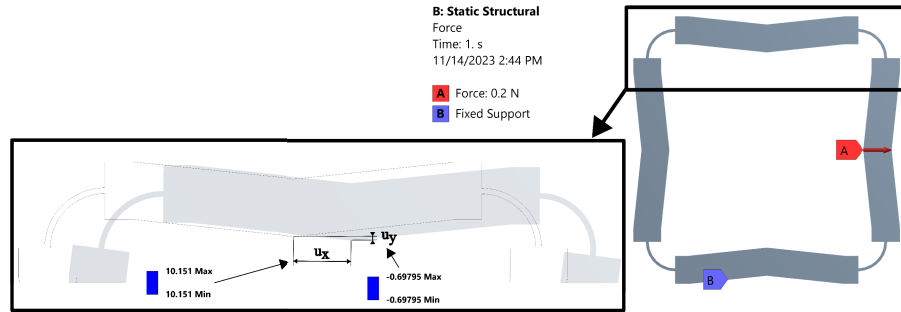 B: Static Structural
Force
Time: 1. s
11/14/2023 2:44 PM
A Force: 0.2 N
B Fixed Support
A
B
uy
ux
10.151 Max
10.151 Min
-0.69795 Max
-0.69795 Min